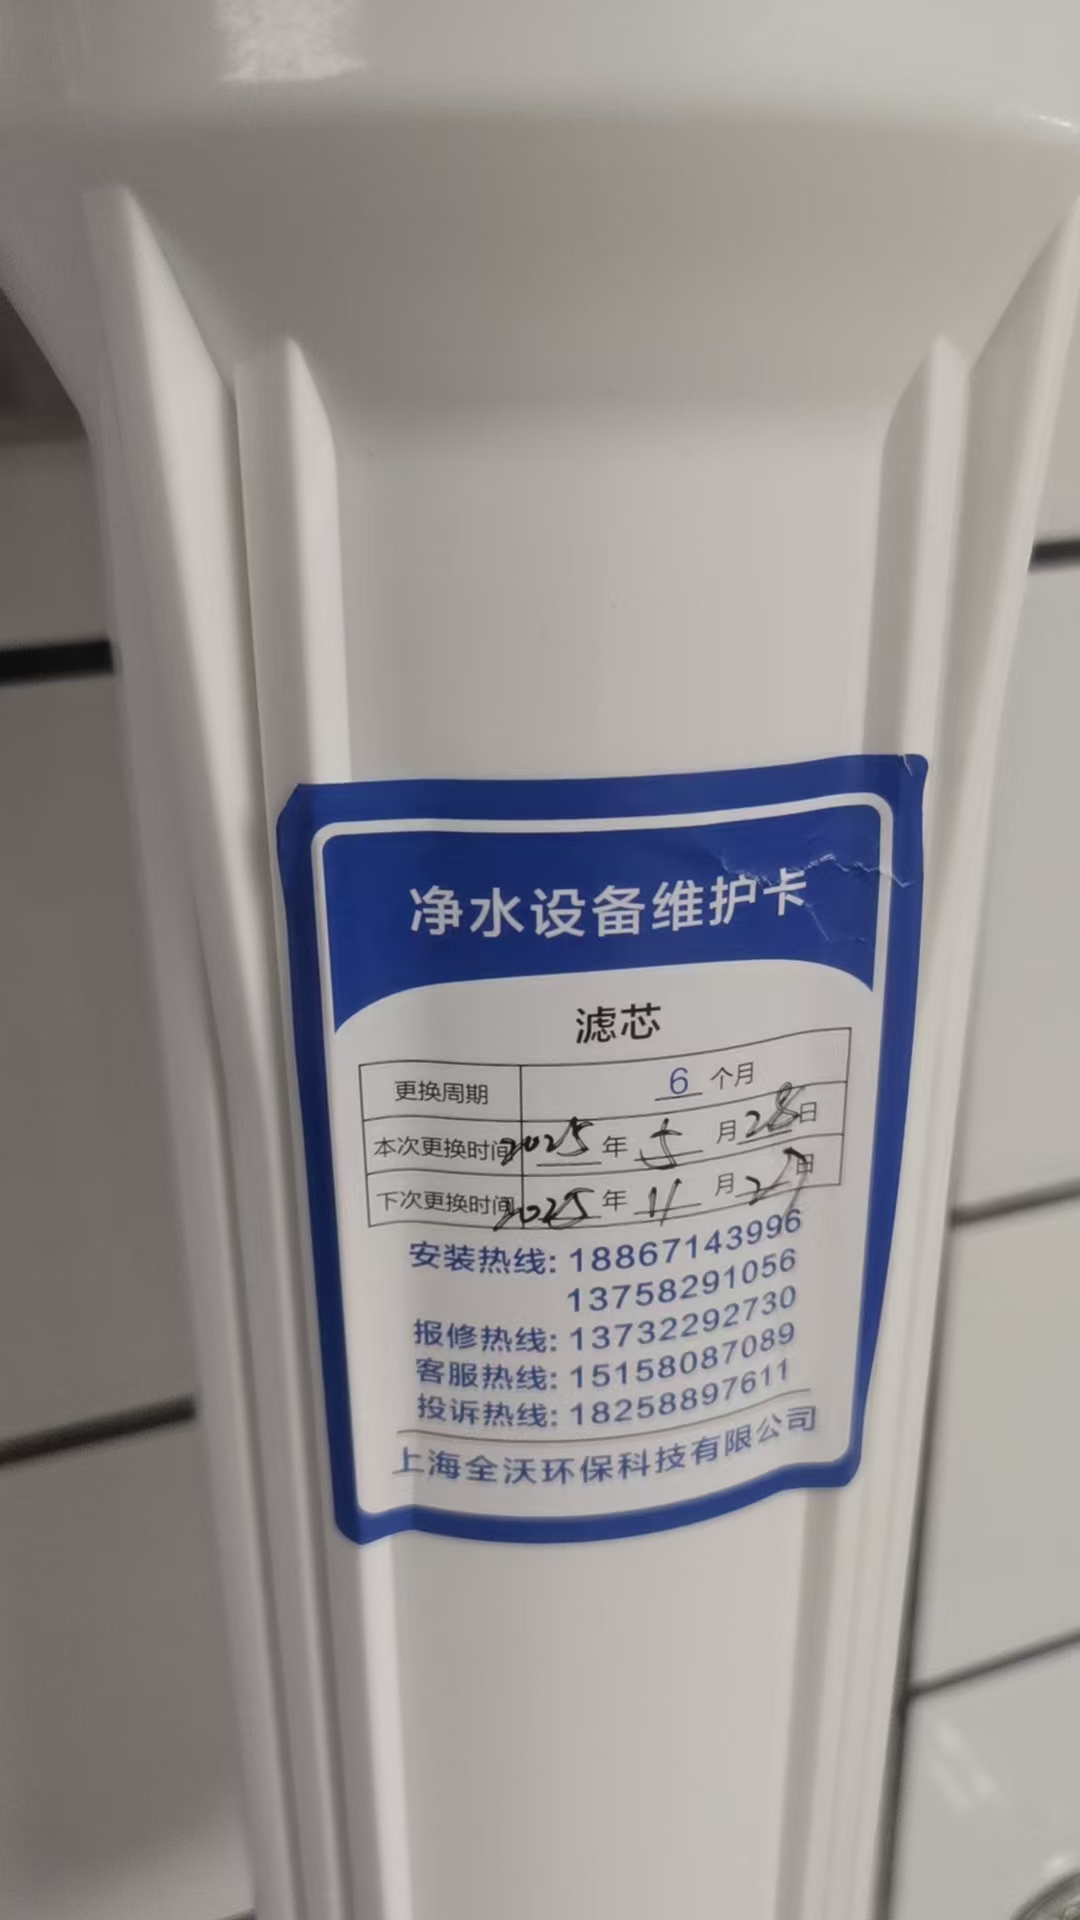 净水设备维护卡
滤芯
更换周期 6 个月
本次更换时间 2025 年 5 月 28 日
下次更换时间 2025 年 11 月 27 日
安装热线: 18867143996
13758291056
报修热线: 13732292730
客服热线: 15158087089
投诉热线: 18258897611
上海全沃环保科技有限公司